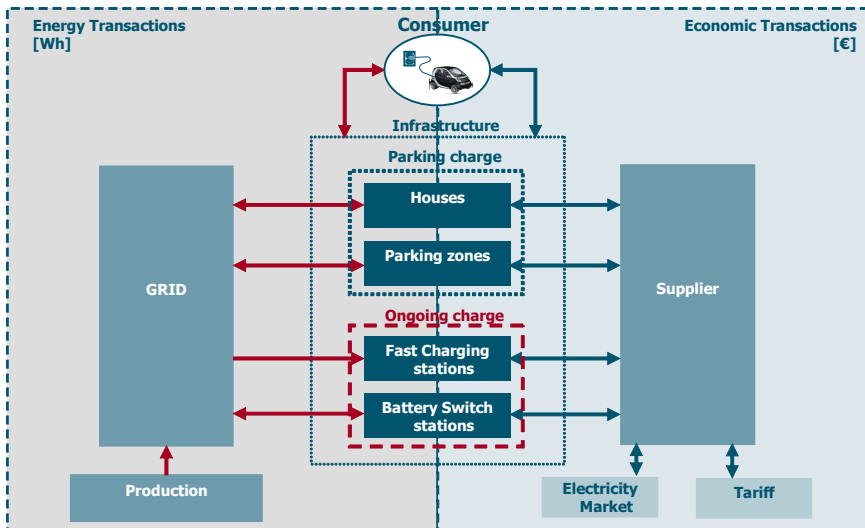 Energy Transactions
[Wh]
Consumer
Economic Transactions
[€]
Infrastructure
Parking charge
Houses
Parking zones
GRID
Supplier
Ongoing charge
Fast Charging
stations
Battery Switch
stations
Production
Electricity
Market
Tariff